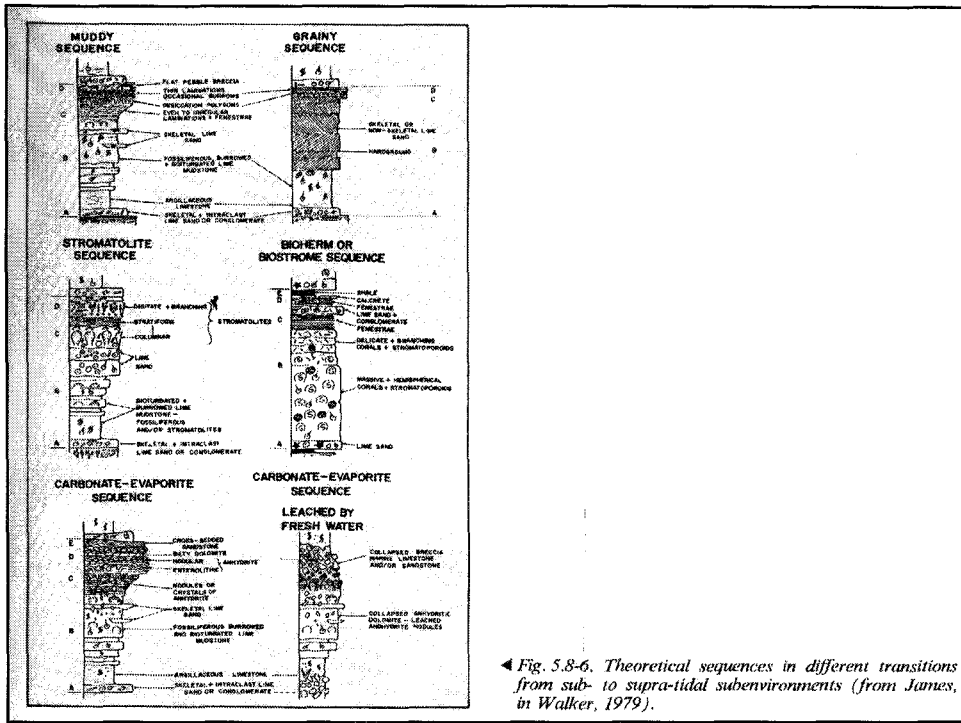 MUDDY
SEQUENCE
D
C
B
A
FLAT PEBBLE BRECCIA
THIN LAMINATIONS
OCCASIONAL BURROWS
DESICCATION POLYGONS
EVEN TO IRREGULAR
LAMINATIONS + FENESTRAE
SKELETAL LIME
SAND
FOSSILIFEROUS, BURROWED
+ BIOTURBATED LIME
MUDSTONE
ARGILLACEOUS
LIMESTONE
SKELETAL + INTRACLAST
LIME SAND OR CONGLOMERATE
GRAINY
SEQUENCE
D
C
SKELETAL OR
NON-SKELETAL LIME
SAND
HARDGROUND
B
A
STROMATOLITE
SEQUENCE
D
C
B
A
DIGITATE + BRANCHING
STRATIFORM
COLUMNAR
STROMATOLITES
LIME
SAND
BIOTURBATED +
BURROWED LIME
MUDSTONE -
FOSSILIFEROUS
AND/OR STROMATOLITES
SKELETAL + INTRACLAST
LIME SAND OR CONGLOMERATE
BIOHERM OR
BIOSTROME SEQUENCE
E
D
C
B
A
SHALE
CALCRETE
FENESTRAE
LIME SAND +
CONGLOMERATE
FENESTRAE
DELICATE + BRANCHING
CORALS + STROMATOPOROIDS
MASSIVE + HEMISPHERICAL
CORALS + STROMATOPOROIDS
LIME SAND
CARBONATE-EVAPORITE
SEQUENCE
E
D
C
B
A
CROSS-BEDDED
SANDSTONE
SILTY DOLOMITE
NODULAR
ENTEROLITHIC
ANHYDRITE
NODULES OR
CRYSTALS OF
ANHYDRITE
SKELETAL LIME
SAND
FOSSILIFEROUS BURROWED
AND BIOTURBATED LIME
MUDSTONE
ARGILLACEOUS LIMESTONE
SKELETAL + INTRACLAST LIME
SAND OR CONGLOMERATE
CARBONATE-EVAPORITE
SEQUENCE
LEACHED BY
FRESH WATER
COLLAPSED BRECCIA
MARINE LIMESTONE
AND/OR SANDSTONE
COLLAPSED ANHYDRITIC
DOLOMITE - LEACHED
ANHYDRITE NODULES
◄ Fig. 5.8-6. Theoretical sequences in different transitions
from sub- to supra-tidal subenvironments (from James,
in Walker, 1979).